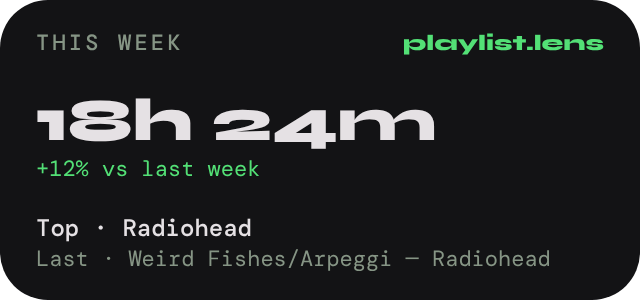 THIS WEEK
playlist.lens
18h 24m
+12% vs last week
Top · Radiohead
Last · Weird Fishes/Arpeggi — Radiohead